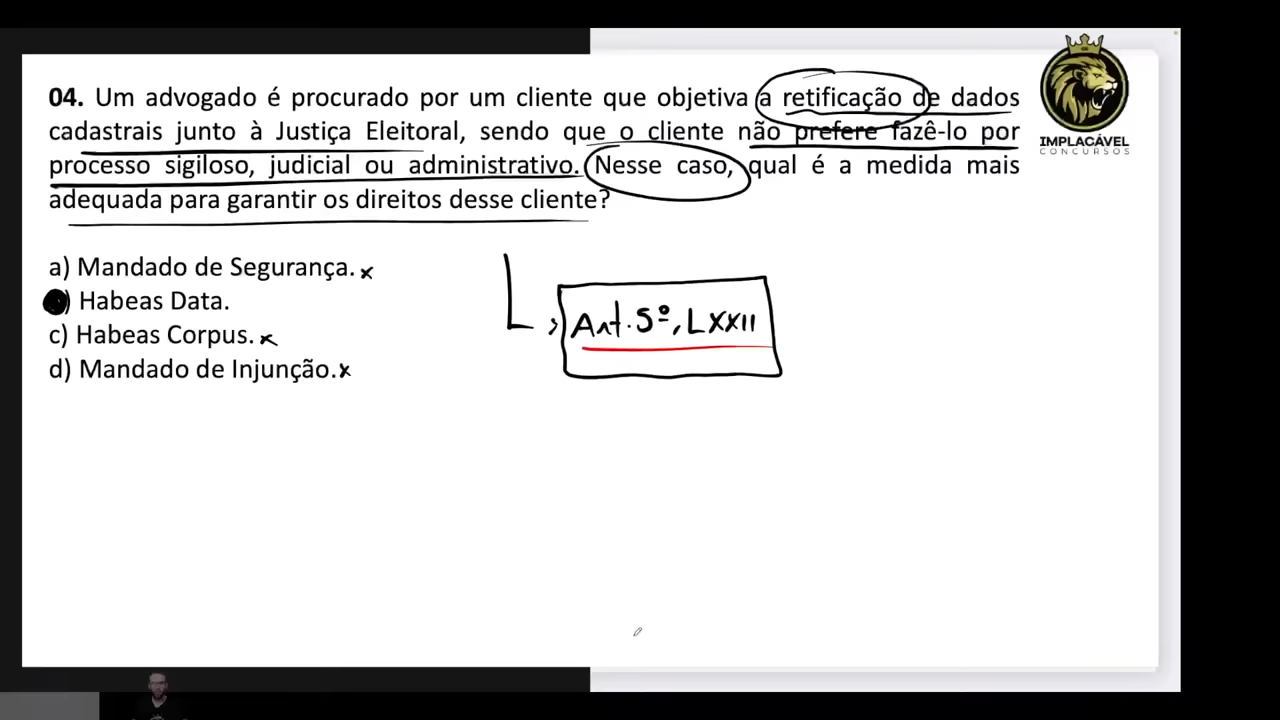 04. Um advogado é procurado por um cliente que objetiva a retificação de dados
cadastrais junto à Justiça Eleitoral, sendo que o cliente não prefere fazê-lo por
processo sigiloso, judicial ou administrativo. Nesse caso, qual é a medida mais
adequada para garantir os direitos desse cliente?
IMPLACÁVEL
CONCURSOS
a) Mandado de Segurança. x
) Habeas Data.
c) Habeas Corpus. x
d) Mandado de Injunção. x
Art. 5º, LXXII